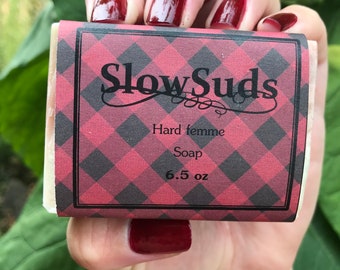 SlowSuds
Hard femme
Soap
6.5 oz